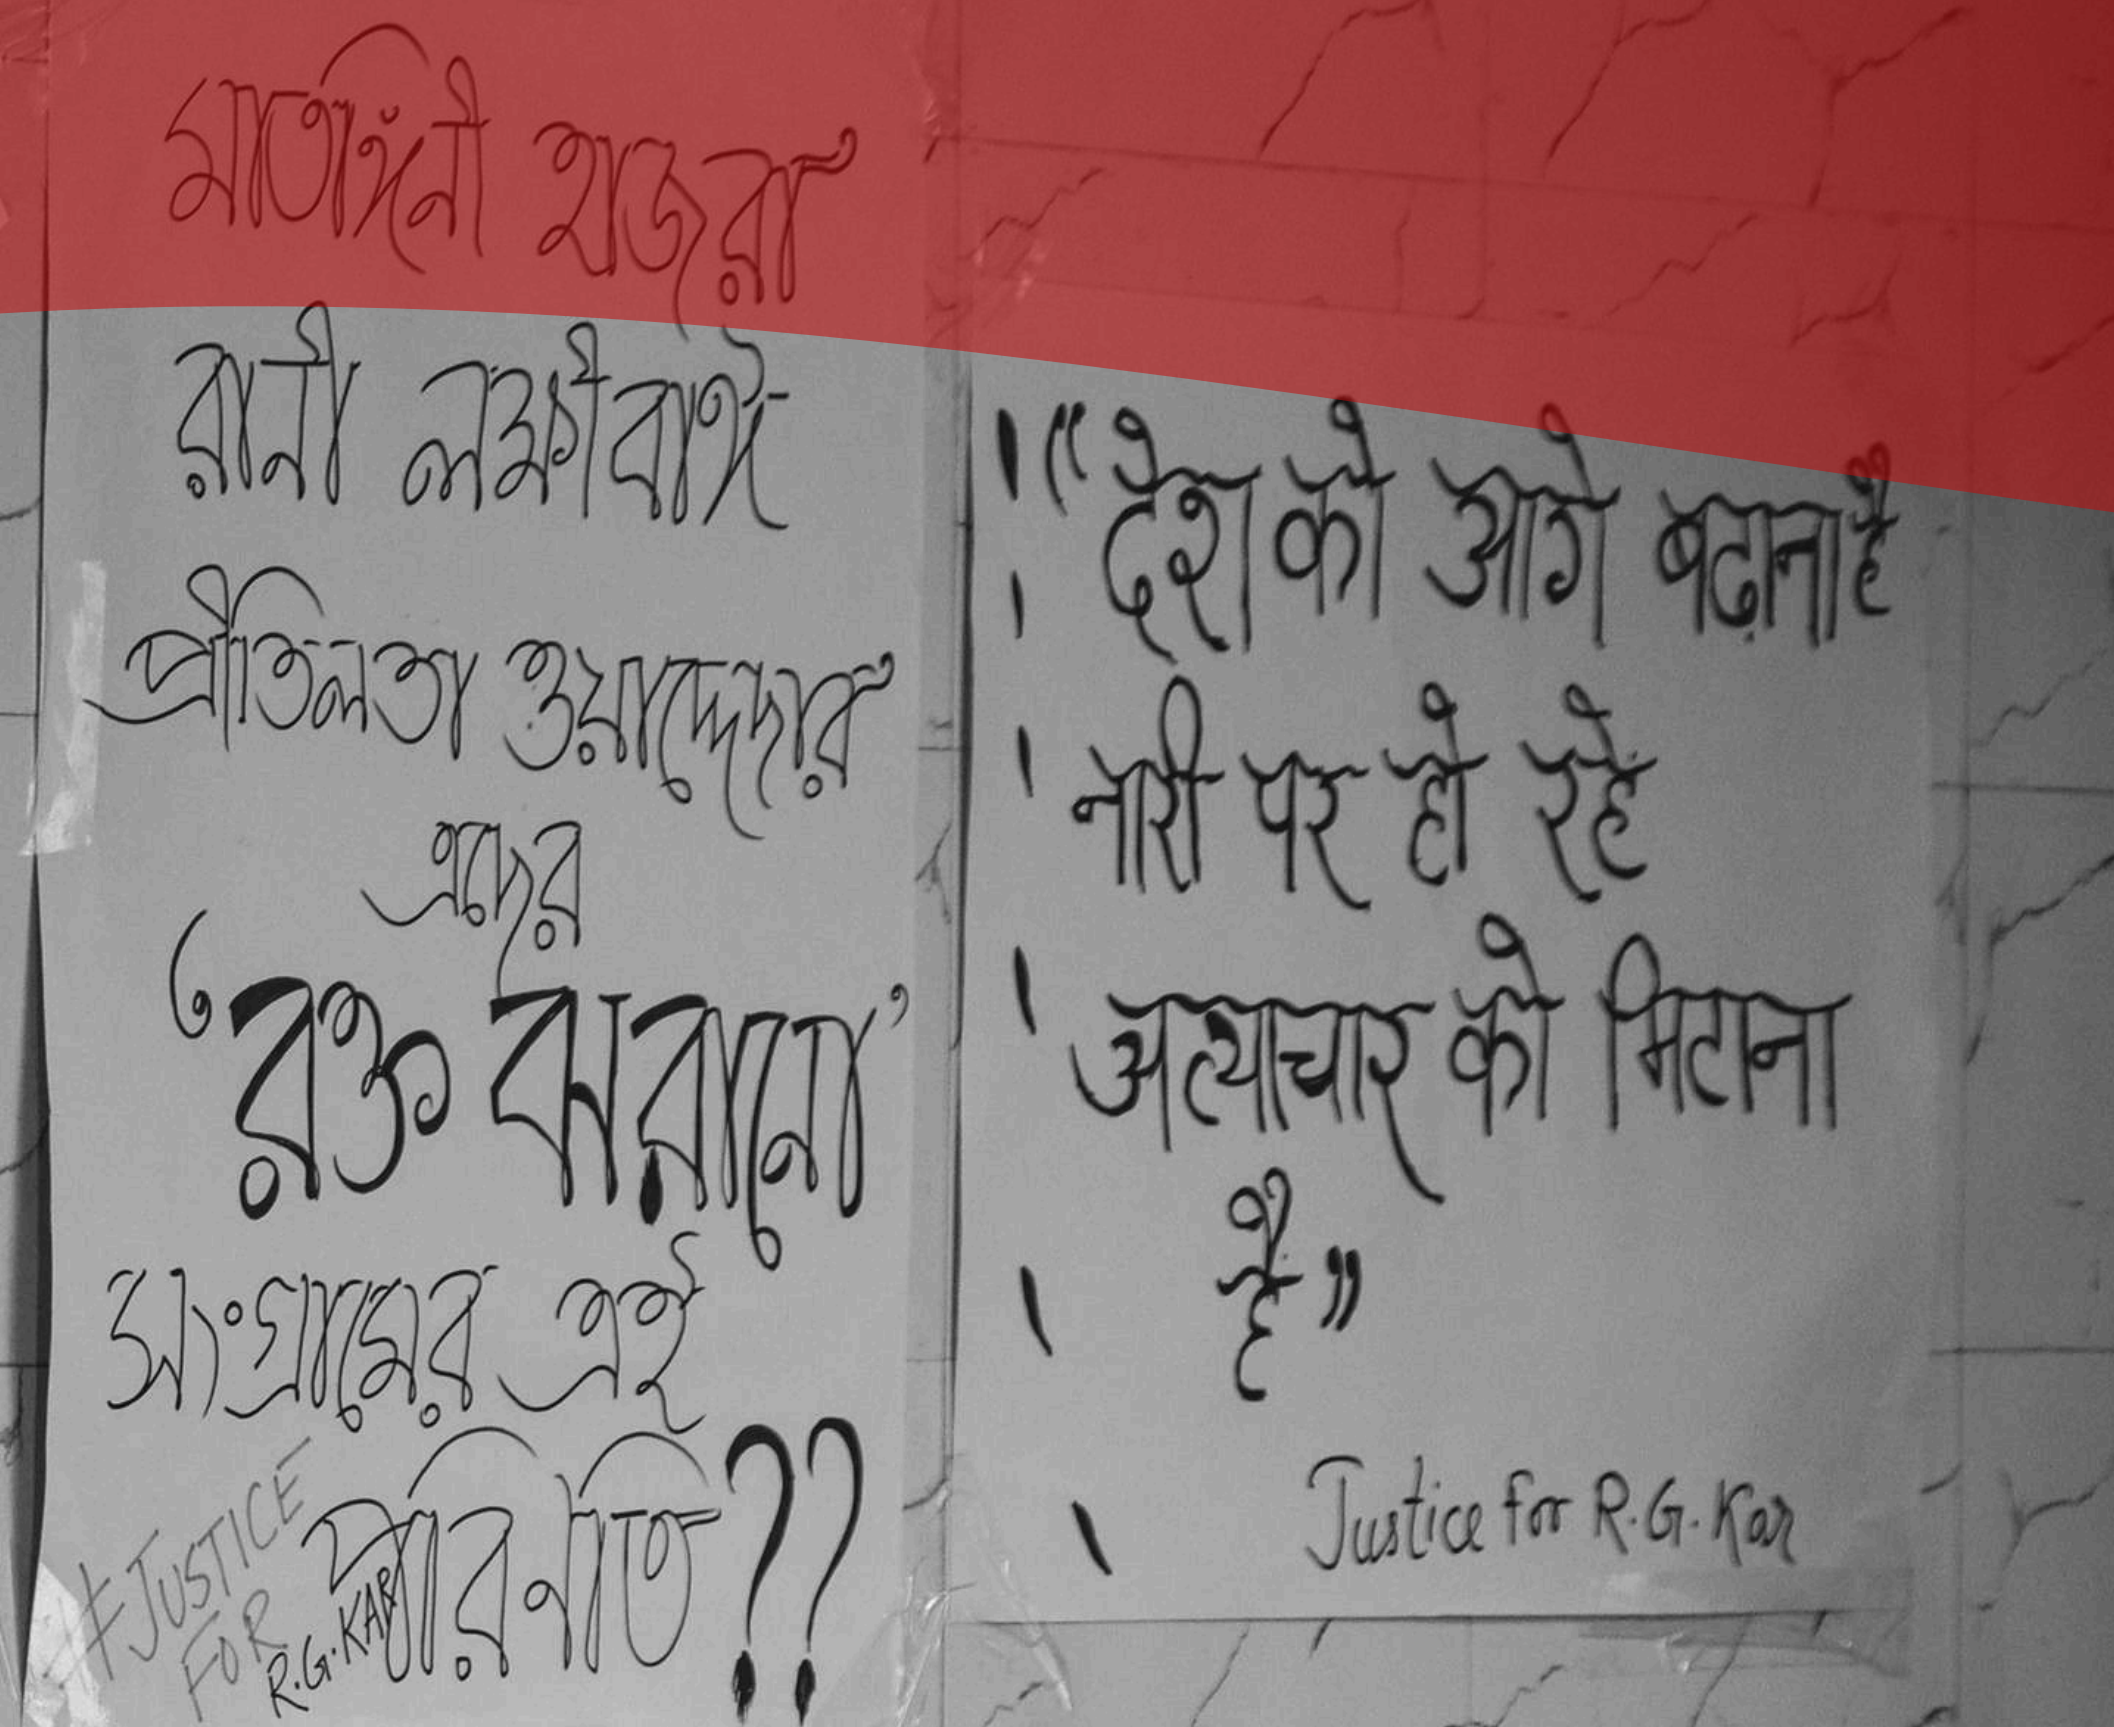 মাতঙ্গিনী হাজরা
রানী লক্ষ্মীবাঈ
প্রীতিলতা ওয়াদ্দেদার
এদের
‘রক্ত ঝরানো’
সংগ্রামের এই
পরিনতি??
#JUSTICE
FOR
R.G.KAR
“देश को आगे बढ़ाना है
नारी पर हो रहें
अत्याचार को मिटाना
है”
Justice for R.G. Kar